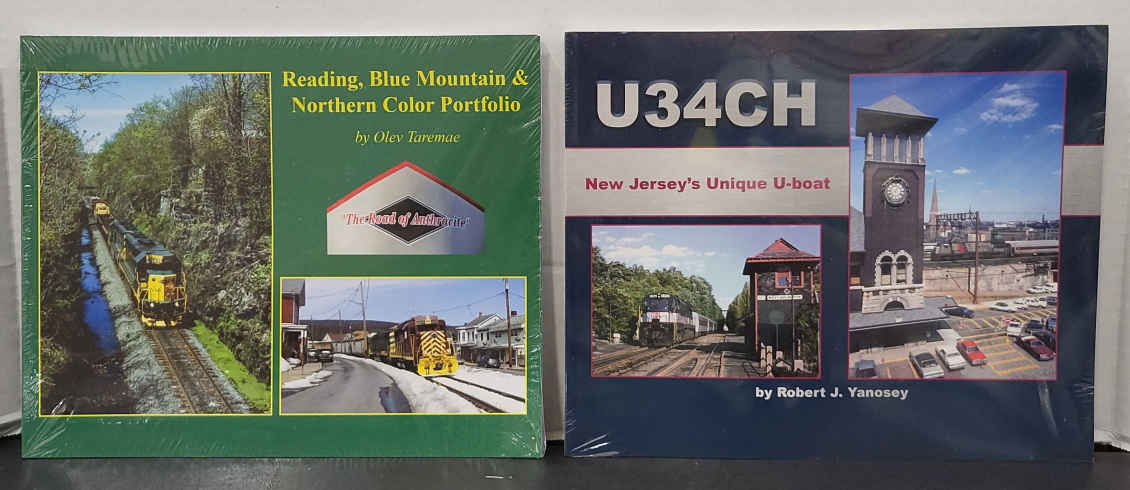 Reading, Blue Mountain &
Northern Color Portfolio
by Olev Taremae
"The Road of Anthracite"
U34CH
New Jersey's Unique U-boat
by Robert J. Yanosey